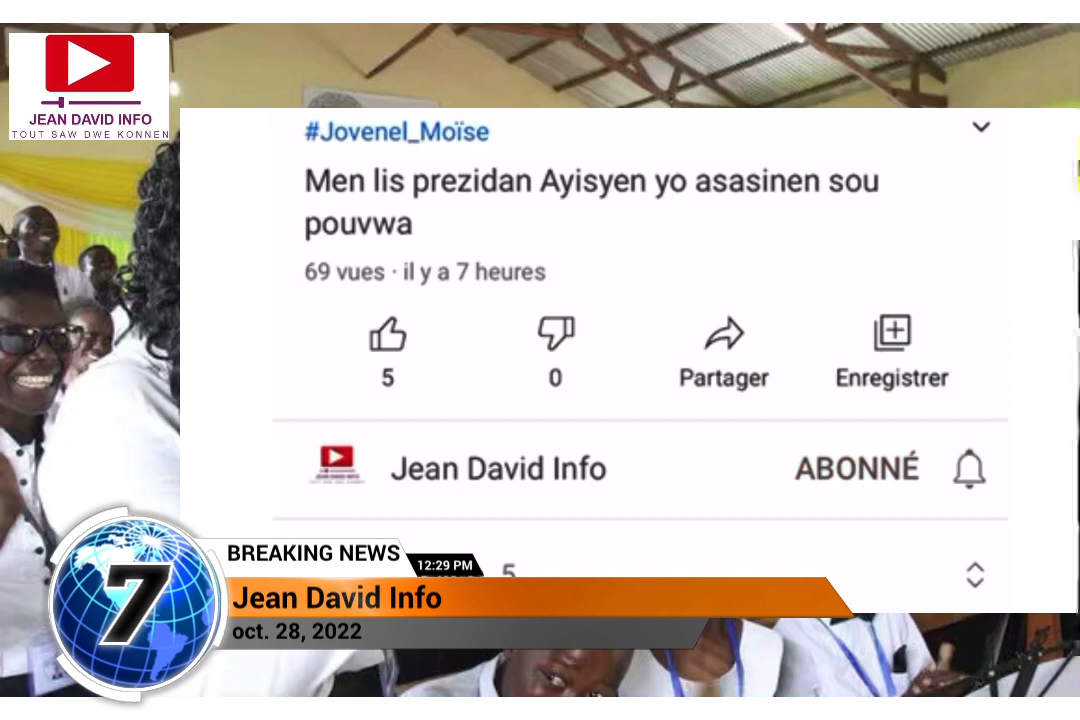 JEAN DAVID INFO
TOUT SAW DWE KONNEN
#Jovenel_Moïse
Men lis prezidan Ayisyen yo asasinen sou
pouvwa
69 vues · il y a 7 heures
5
0
Partager
Enregistrer
Jean David Info
ABONNÉ
5
BREAKING NEWS
12:29 PM
7
Jean David Info
oct. 28, 2022